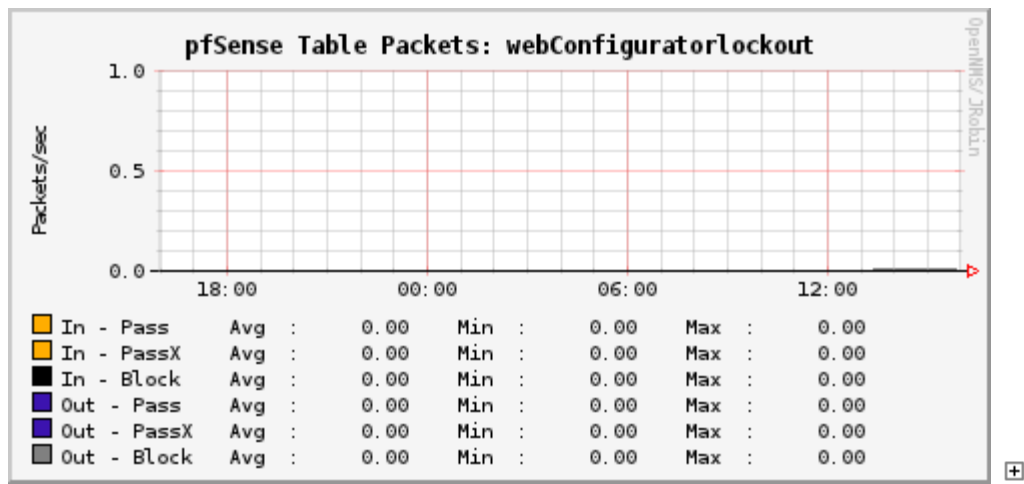 pfSense Table Packets: webConfiguratorlockout
OpenNMS/JRobin
Packets/sec
1.0
0.5
0.0
18:00 00:00 06:00 12:00
In - Pass Avg : 0.00 Min : 0.00 Max : 0.00
In - PassX Avg : 0.00 Min : 0.00 Max : 0.00
In - Block Avg : 0.00 Min : 0.00 Max : 0.00
Out - Pass Avg : 0.00 Min : 0.00 Max : 0.00
Out - PassX Avg : 0.00 Min : 0.00 Max : 0.00
Out - Block Avg : 0.00 Min : 0.00 Max : 0.00